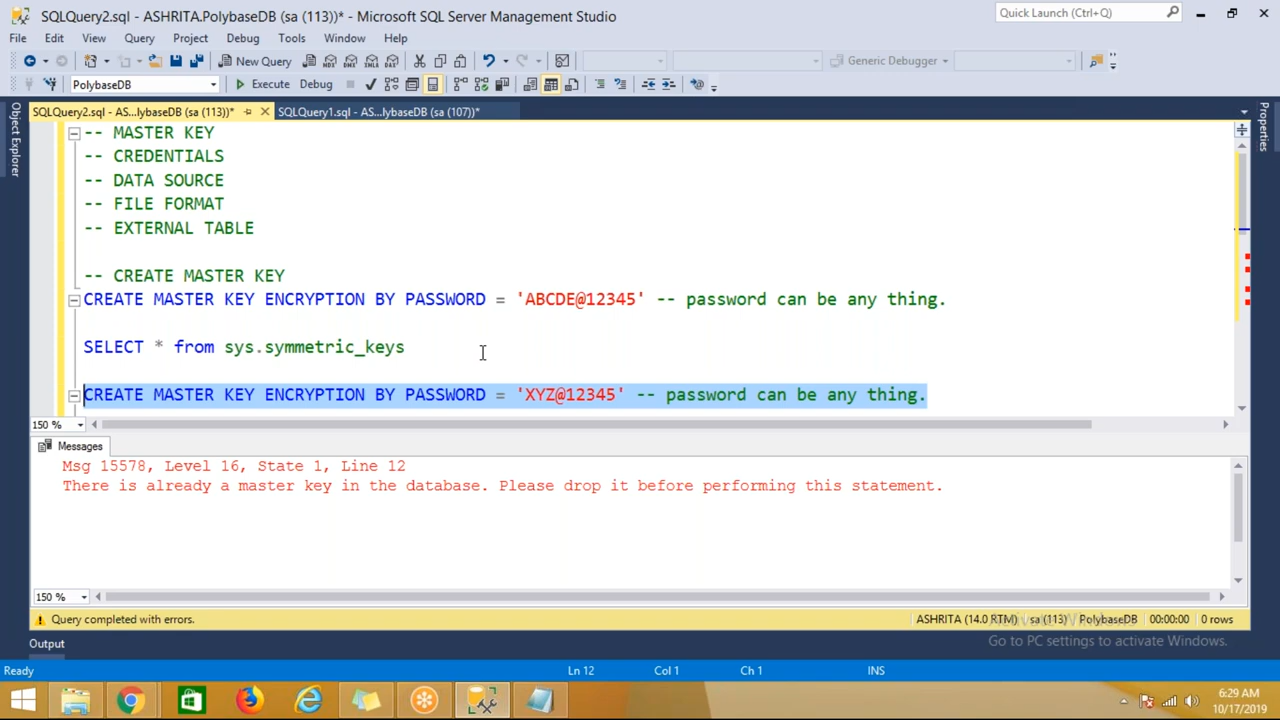 SQLQuery2.sql - ASHRITA.PolybaseDB (sa (113))* - Microsoft SQL Server Management Studio
Quick Launch (Ctrl+Q)
File Edit View Query Project Debug Tools Window Help
New Query
Generic Debugger
PolybaseDB
Execute Debug
SQLQuery2.sql - AS...lybaseDB (sa (113))*
SQLQuery1.sql - AS...lybaseDB (sa (107))*
Object Explorer
Properties
-- MASTER KEY
-- CREDENTIALS
-- DATA SOURCE
-- FILE FORMAT
-- EXTERNAL TABLE
-- CREATE MASTER KEY
CREATE MASTER KEY ENCRYPTION BY PASSWORD = 'ABCDE@12345' -- password can be any thing.
SELECT * from sys.symmetric_keys
CREATE MASTER KEY ENCRYPTION BY PASSWORD = 'XYZ@12345' -- password can be any thing.
150 %
Messages
Msg 15578, Level 16, State 1, Line 12
There is already a master key in the database. Please drop it before performing this statement.
150 %
Query completed with errors.
ASHRITA (14.0 RTM) sa (113) PolybaseDB 00:00:00 0 rows
Activate Windows
Go to PC settings to activate Windows.
Output
Ready
Ln 12 Col 1 Ch 1 INS
6:29 AM
10/17/2019